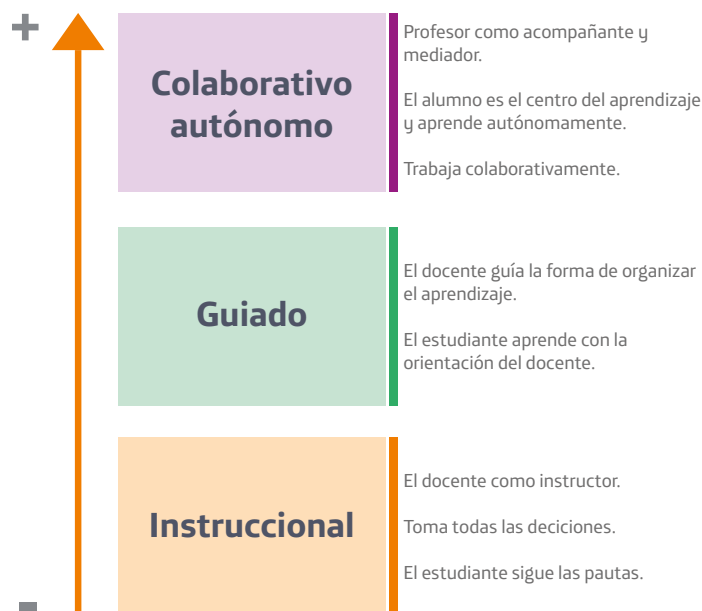 +
Colaborativo
autónomo
Profesor como acompañante y
mediador.
El alumno es el centro del aprendizaje
y aprende autónomamente.
Trabaja colaborativamente.
Guiado
El docente guía la forma de organizar
el aprendizaje.
El estudiante aprende con la
orientación del docente.
Instruccional
El docente como instructor.
Toma todas las deciciones.
El estudiante sigue las pautas.
-